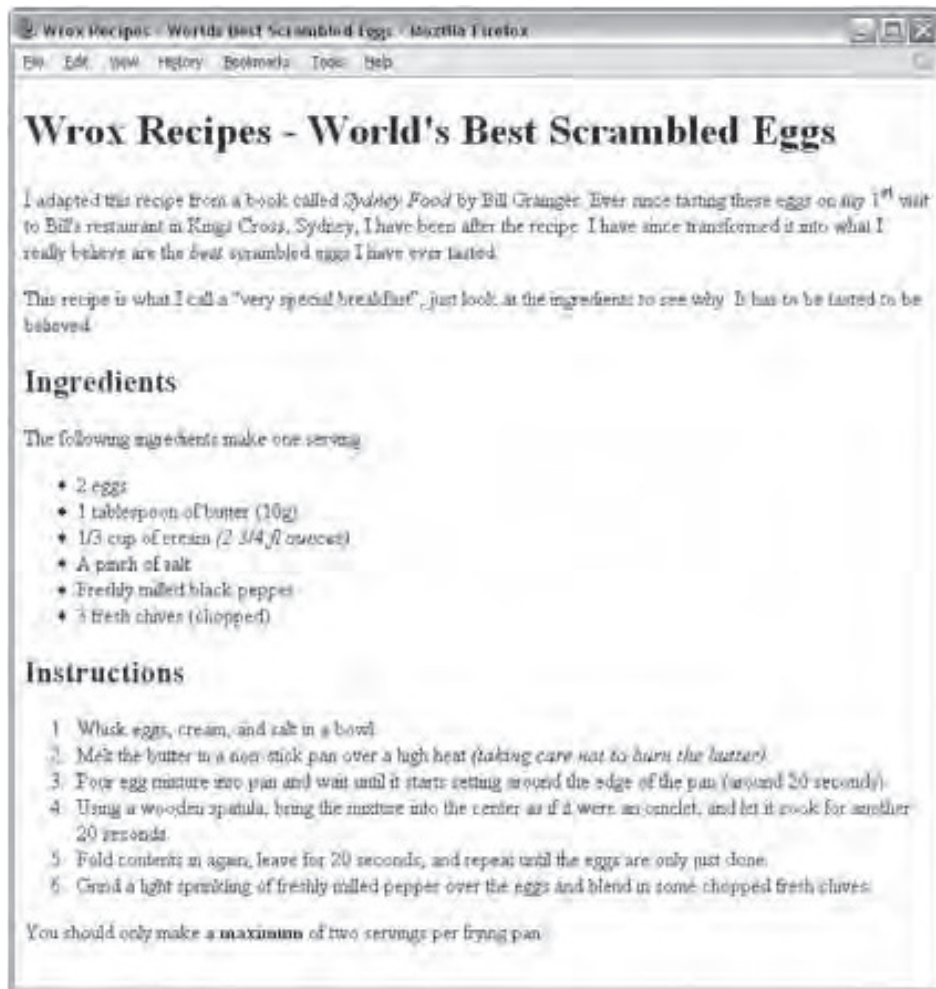 Wrox Recipes - Worlds Best Scrambled Eggs - Mozilla Firefox
File Edit View History Bookmarks Tools Help
Wrox Recipes - World's Best Scrambled Eggs
I adapted this recipe from a book called Sydney Food by Bill Grainger. Ever since tasting these eggs on my 1st visit
to Bill's restaurant in Kings Cross, Sydney, I have been after the recipe. I have since transformed it into what I
really believe are the best scrambled eggs I have ever tasted.
This recipe is what I call a "very special breakfast", just look at the ingredients to see why. It has to be tasted to be
believed.
Ingredients
The following ingredients make one serving
• 2 eggs
• 1 tablespoon of butter (10g)
• 1/3 cup of cream (2 3/4 fl ounces)
• A pinch of salt
• Freshly milled black pepper
• 3 fresh chives (chopped)
Instructions
1. Whisk eggs, cream, and salt in a bowl.
2. Melt the butter in a non-stick pan over a high heat (taking care not to burn the butter).
3. Pour egg mixture into pan and wait until it starts setting around the edge of the pan (around 20 seconds).
4. Using a wooden spatula, bring the mixture into the center as if it were an omelet, and let it cook for another
20 seconds.
5. Fold contents in again, leave for 20 seconds, and repeat until the eggs are only just done.
6. Grind a light sprinkling of freshly milled pepper over the eggs and blend in some chopped fresh chives.
You should only make a maximum of two servings per frying pan.